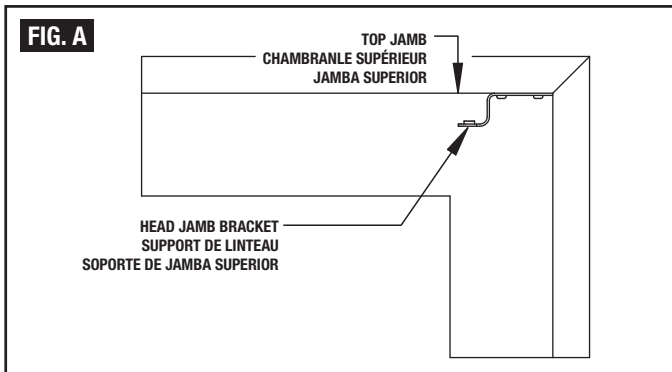 FIG. A
TOP JAMB
CHAMBRANLE SUPÉRIEUR
JAMBA SUPERIOR
HEAD JAMB BRACKET
SUPPORT DE LINTEAU
SOPORTE DE JAMBA SUPERIOR